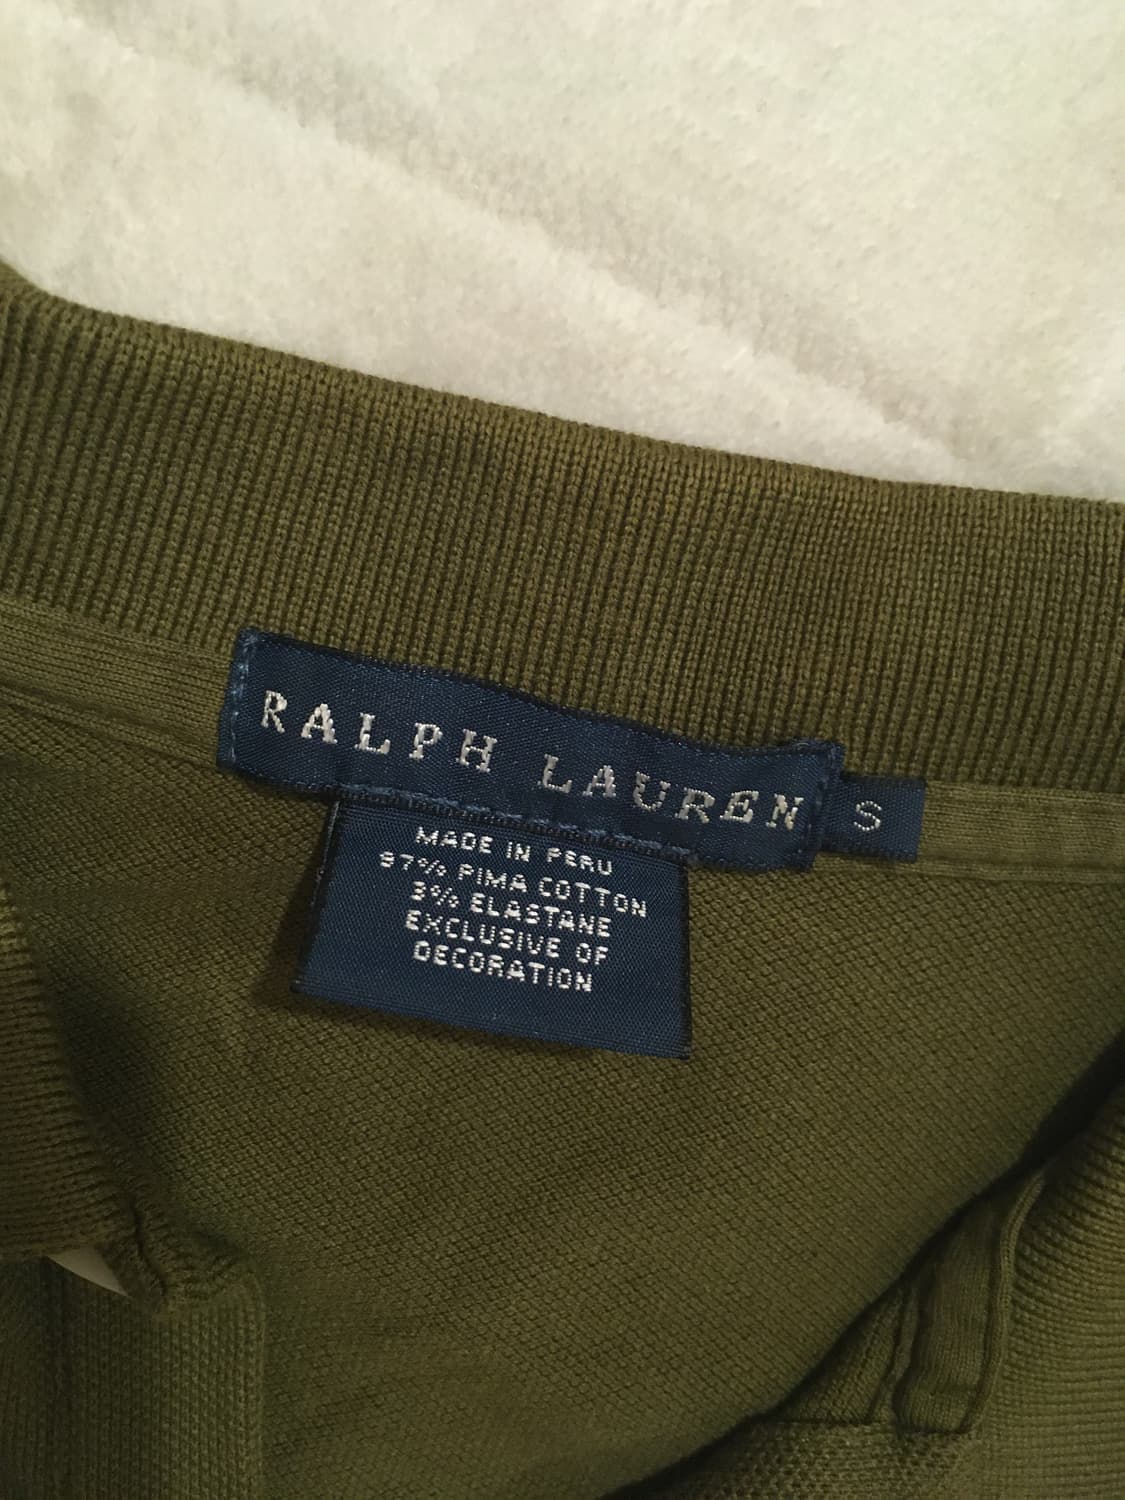 RALPH LAUREN
S
MADE IN PERU
97% PIMA COTTON
3% ELASTANE
EXCLUSIVE OF
DECORATION